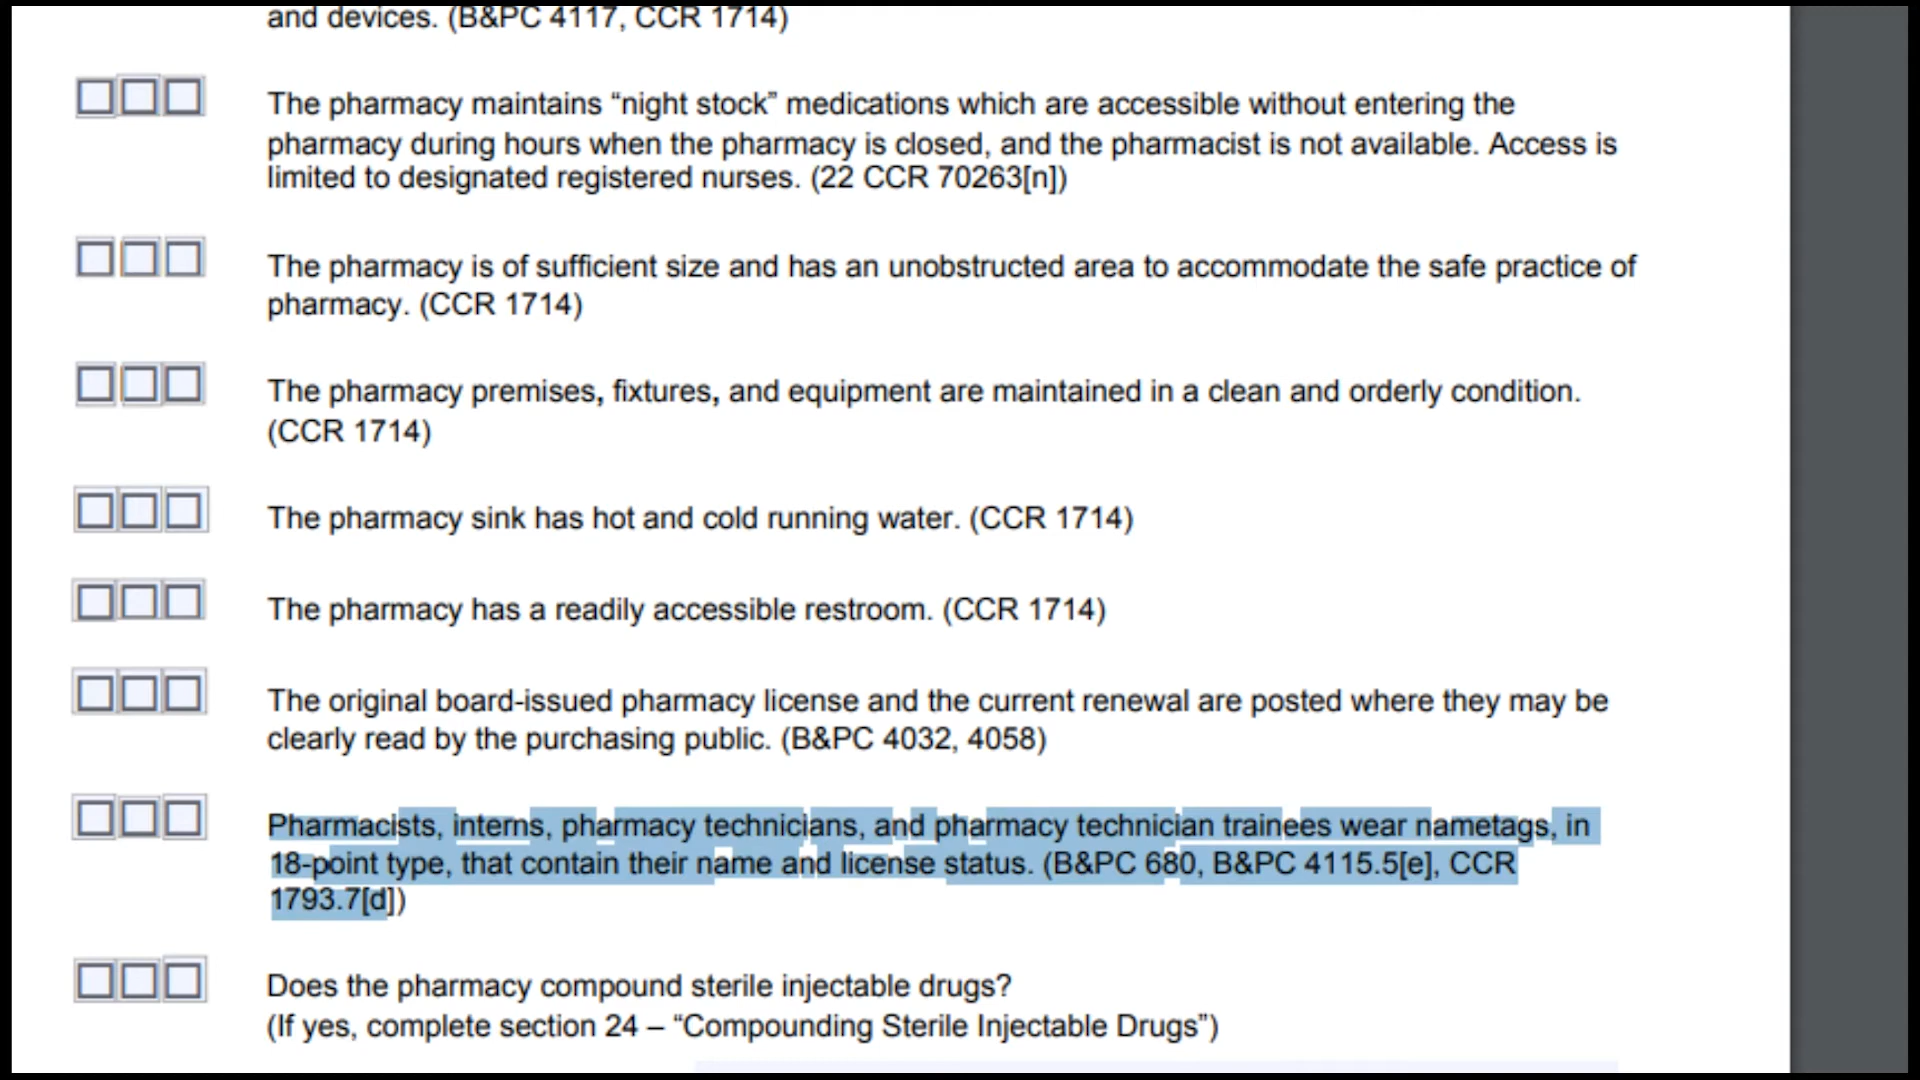 and devices. (B&PC 4117, CCR 1714)
The pharmacy maintains “night stock” medications which are accessible without entering the
pharmacy during hours when the pharmacy is closed, and the pharmacist is not available. Access is
limited to designated registered nurses. (22 CCR 70263[n])
The pharmacy is of sufficient size and has an unobstructed area to accommodate the safe practice of
pharmacy. (CCR 1714)
The pharmacy premises, fixtures, and equipment are maintained in a clean and orderly condition.
(CCR 1714)
The pharmacy sink has hot and cold running water. (CCR 1714)
The pharmacy has a readily accessible restroom. (CCR 1714)
The original board-issued pharmacy license and the current renewal are posted where they may be
clearly read by the purchasing public. (B&PC 4032, 4058)
Pharmacists, interns, pharmacy technicians, and pharmacy technician trainees wear nametags, in
18-point type, that contain their name and license status. (B&PC 680, B&PC 4115.5[e], CCR
1793.7[d])
Does the pharmacy compound sterile injectable drugs?
(If yes, complete section 24 – “Compounding Sterile Injectable Drugs”)